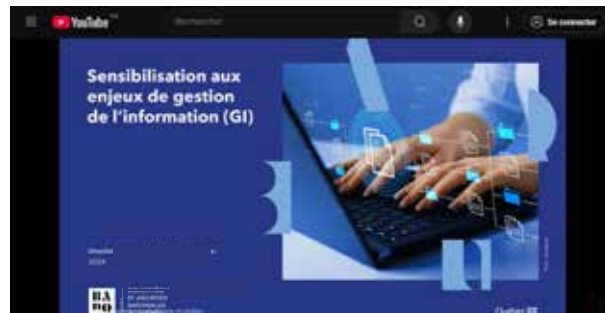 YouTube
Rechercher
Se connecter
Sensibilisation aux
enjeux de gestion
de l'information (GI)
2024
BA
NQ
Québec